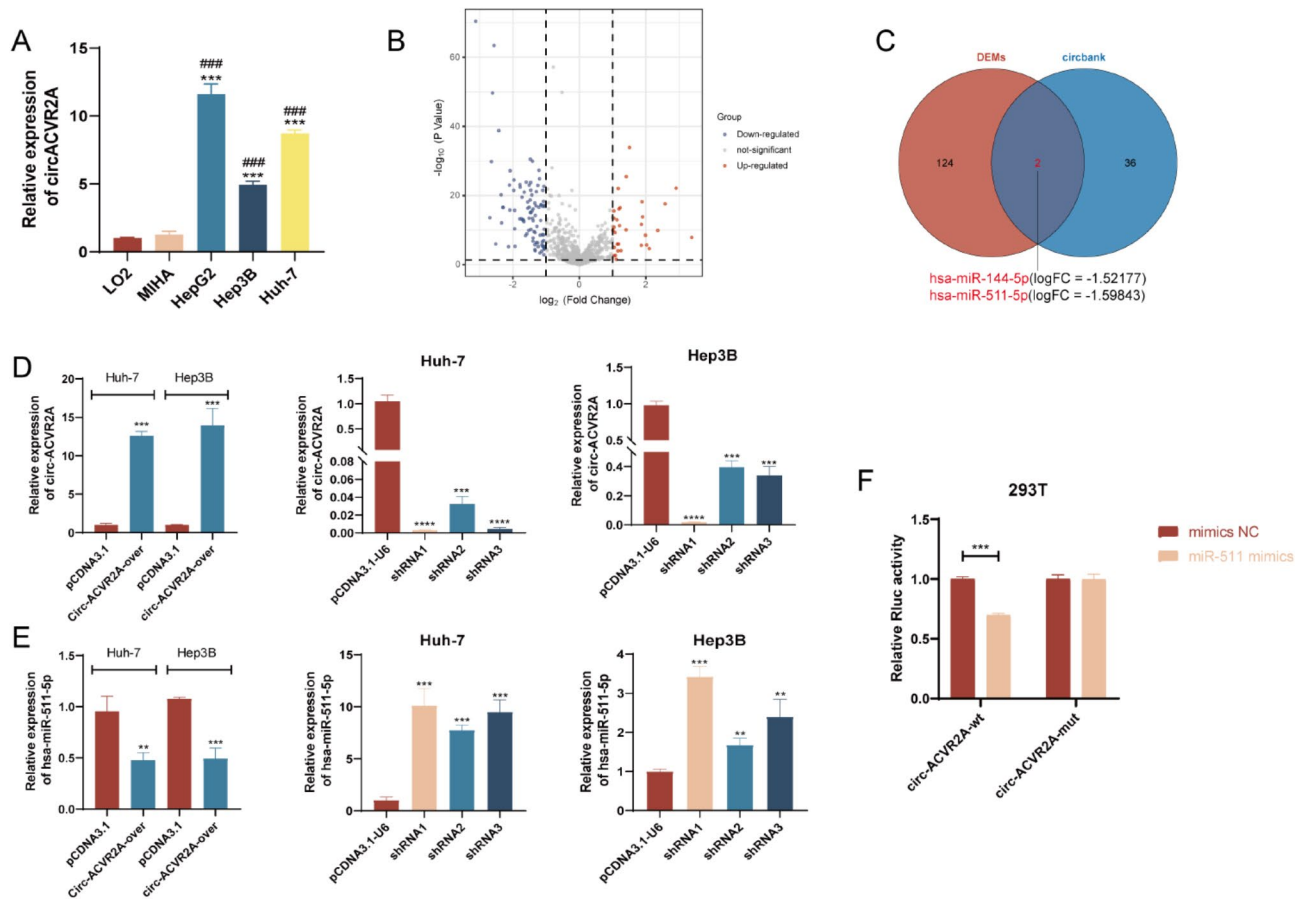 A
Relative expression
of circACVR2A
15
10
5
0
###
***
###
***
###
***
LO2
MIHA
HepG2
Hep3B
Huh-7
B
-log10 (P Value)
60
40
20
0
-2
0
2
log2 (Fold Change)
Group
Down-regulated
not-significant
Up-regulated
C
DEMs
circbank
124
2
36
hsa-miR-144-5p(logFC = -1.52177)
hsa-miR-511-5p(logFC = -1.59843)
D
Relative expression
of circ-ACVR2A
20
15
10
5
0
Huh-7
Hep3B
***
***
pCDNA3.1
Circ-ACVR2A-over
pCDNA3.1
circ-ACVR2A-over
Huh-7
Relative expression
of circ-ACVR2A
1.5
1.0
0.5
0.08
0.06
0.04
0.02
0.00
****
***
****
pCDNA3.1-U6
shRNA1
shRNA2
shRNA3
Hep3B
Relative expression
of circ-ACVR2A
1.5
1.0
0.5
0.4
0.2
0.0
****
***
***
pCDNA3.1-U6
shRNA1
shRNA2
shRNA3
E
Relative expression
of hsa-miR-511-5p
1.5
1.0
0.5
0.0
Huh-7
Hep3B
**
***
pCDNA3.1
Circ-ACVR2A-over
pCDNA3.1
circ-ACVR2A-over
Huh-7
Relative expression
of hsa-miR-511-5p
15
10
5
0
***
***
***
pCDNA3.1-U6
shRNA1
shRNA2
shRNA3
Hep3B
Relative expression
of hsa-miR-511-5p
4
3
2
1
0
***
**
**
pCDNA3.1-U6
shRNA1
shRNA2
shRNA3
F
293T
Relative Rluc activity
1.5
1.0
0.5
0.0
***
circ-ACVR2A-wt
circ-ACVR2A-mut
mimics NC
miR-511 mimics